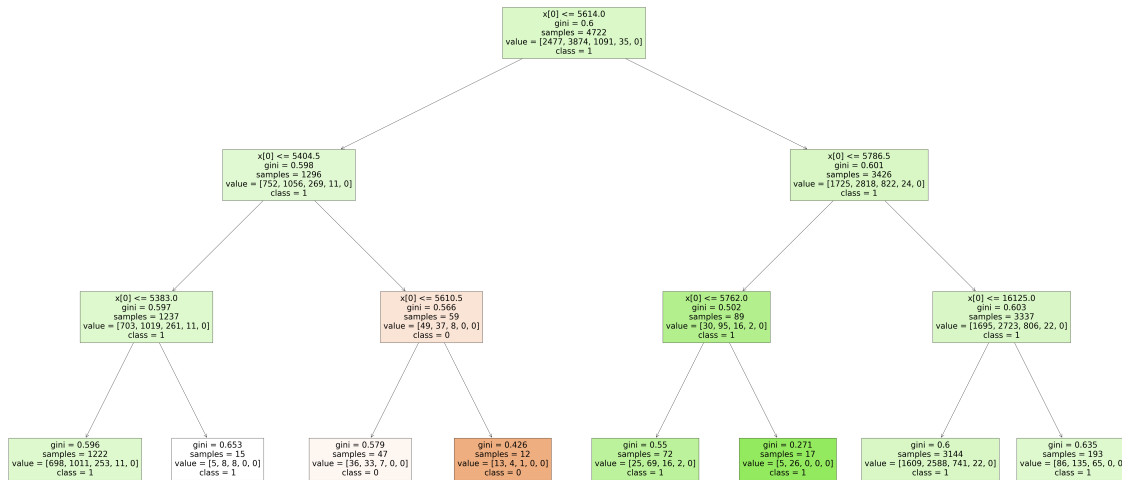 x[0] <= 5614.0
gini = 0.6
samples = 4722
value = [2477, 3874, 1091, 35, 0]
class = 1
x[0] <= 5404.5
gini = 0.598
samples = 1296
value = [752, 1056, 269, 11, 0]
class = 1
x[0] <= 5786.5
gini = 0.601
samples = 3426
value = [1725, 2818, 822, 24, 0]
class = 1
x[0] <= 5383.0
gini = 0.597
samples = 1237
value = [703, 1019, 261, 11, 0]
class = 1
x[0] <= 5610.5
gini = 0.566
samples = 59
value = [49, 37, 8, 0, 0]
class = 0
x[0] <= 5762.0
gini = 0.502
samples = 89
value = [30, 95, 16, 2, 0]
class = 1
x[0] <= 16125.0
gini = 0.603
samples = 3337
value = [1695, 2723, 806, 22, 0]
class = 1
gini = 0.596
samples = 1222
value = [698, 1011, 253, 11, 0]
class = 1
gini = 0.653
samples = 15
value = [5, 8, 8, 0, 0]
class = 1
gini = 0.579
samples = 47
value = [36, 33, 7, 0, 0]
class = 0
gini = 0.426
samples = 12
value = [13, 4, 1, 0, 0]
class = 0
gini = 0.55
samples = 72
value = [25, 69, 16, 2, 0]
class = 1
gini = 0.271
samples = 17
value = [5, 26, 0, 0, 0]
class = 1
gini = 0.6
samples = 3144
value = [1609, 2588, 741, 22, 0]
class = 1
gini = 0.635
samples = 193
value = [86, 135, 65, 0, 0]
class = 1